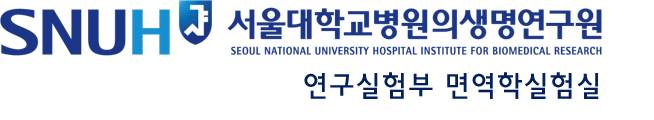 SNUH 서울대학교병원의생명연구원
SEOUL NATIONAL UNIVERSITY HOSPITAL INSTITUTE FOR BIOMEDICAL RESEARCH
연구실험부 면역학실험실